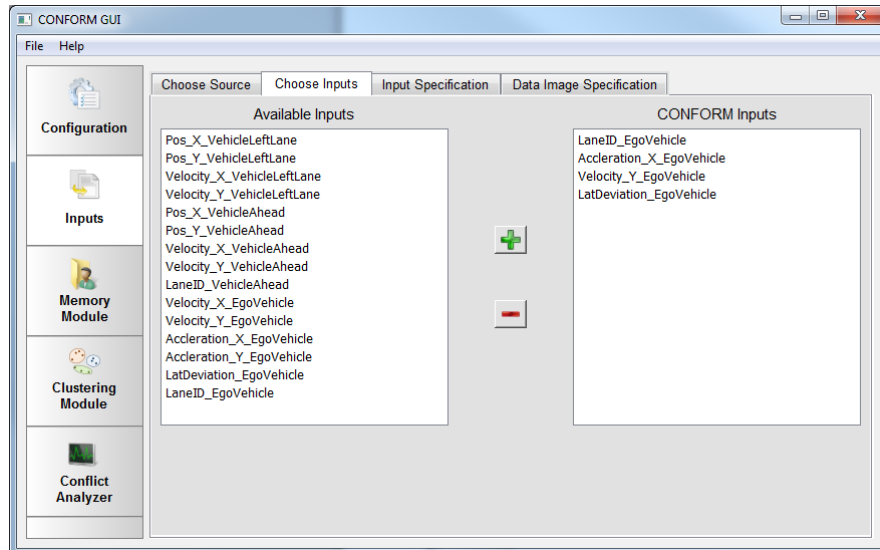 CONFORM GUI
File Help
Configuration
Inputs
Memory
Module
Clustering
Module
Conflict
Analyzer
Choose Source
Choose Inputs
Input Specification
Data Image Specification
Available Inputs
Pos_X_VehicleLeftLane
Pos_Y_VehicleLeftLane
Velocity_X_VehicleLeftLane
Velocity_Y_VehicleLeftLane
Pos_X_VehicleAhead
Pos_Y_VehicleAhead
Velocity_X_VehicleAhead
Velocity_Y_VehicleAhead
LaneID_VehicleAhead
Velocity_X_EgoVehicle
Velocity_Y_EgoVehicle
Accleration_X_EgoVehicle
Accleration_Y_EgoVehicle
LatDeviation_EgoVehicle
LaneID_EgoVehicle
CONFORM Inputs
LaneID_EgoVehicle
Accleration_X_EgoVehicle
Velocity_Y_EgoVehicle
LatDeviation_EgoVehicle